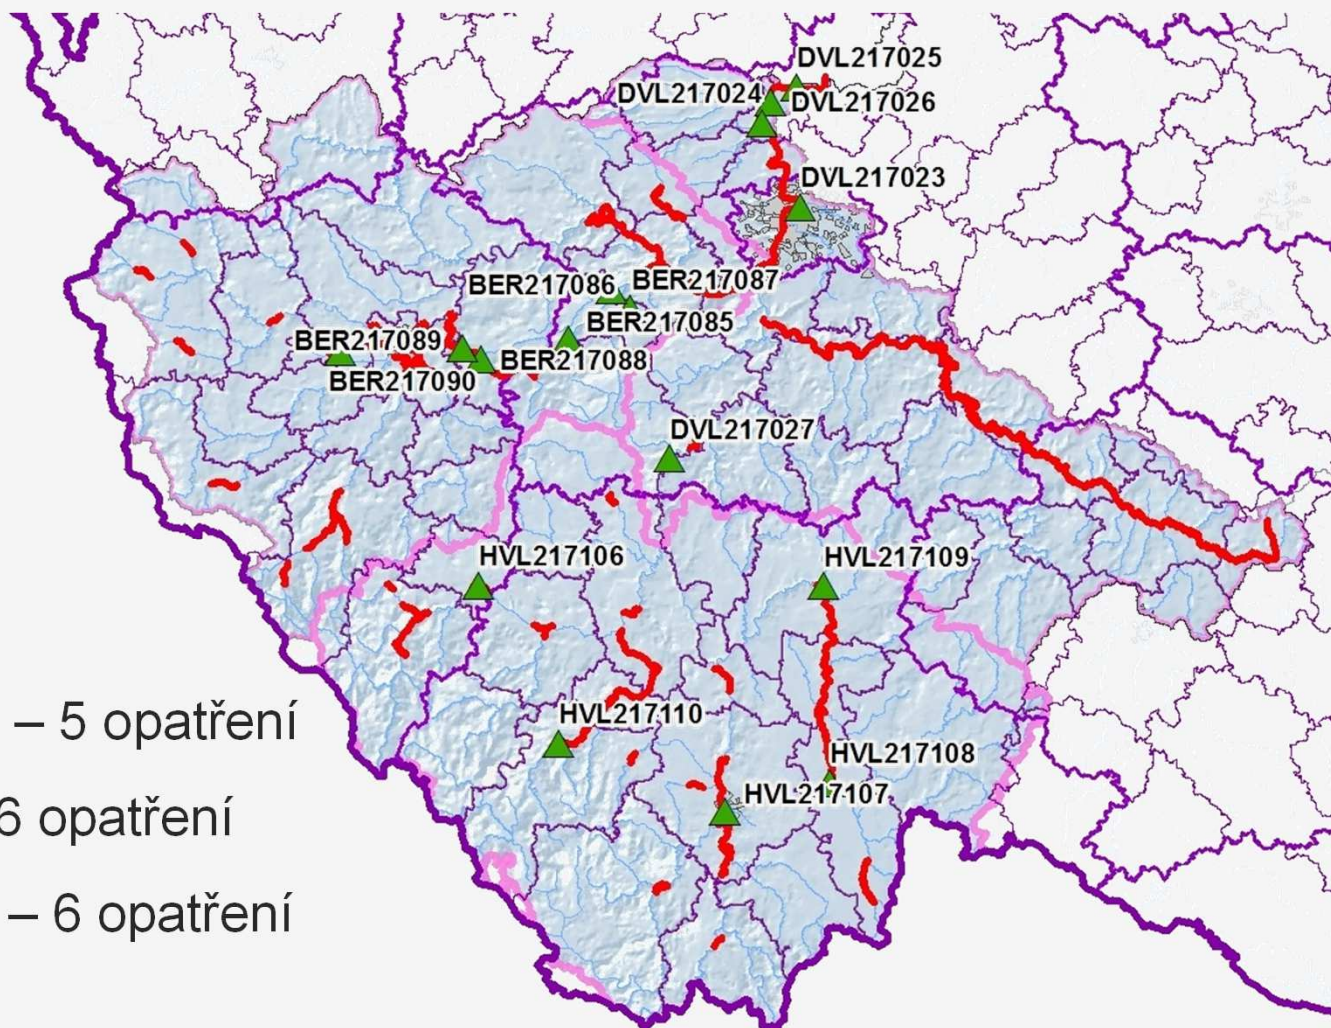 DVL217025
DVL217024
DVL217026
DVL217023
BER217086
BER217087
BER217085
BER217089
BER217088
BER217090
DVL217027
HVL217106
HVL217109
HVL217110
HVL217108
HVL217107
– 5 opatření
6 opatření
– 6 opatření